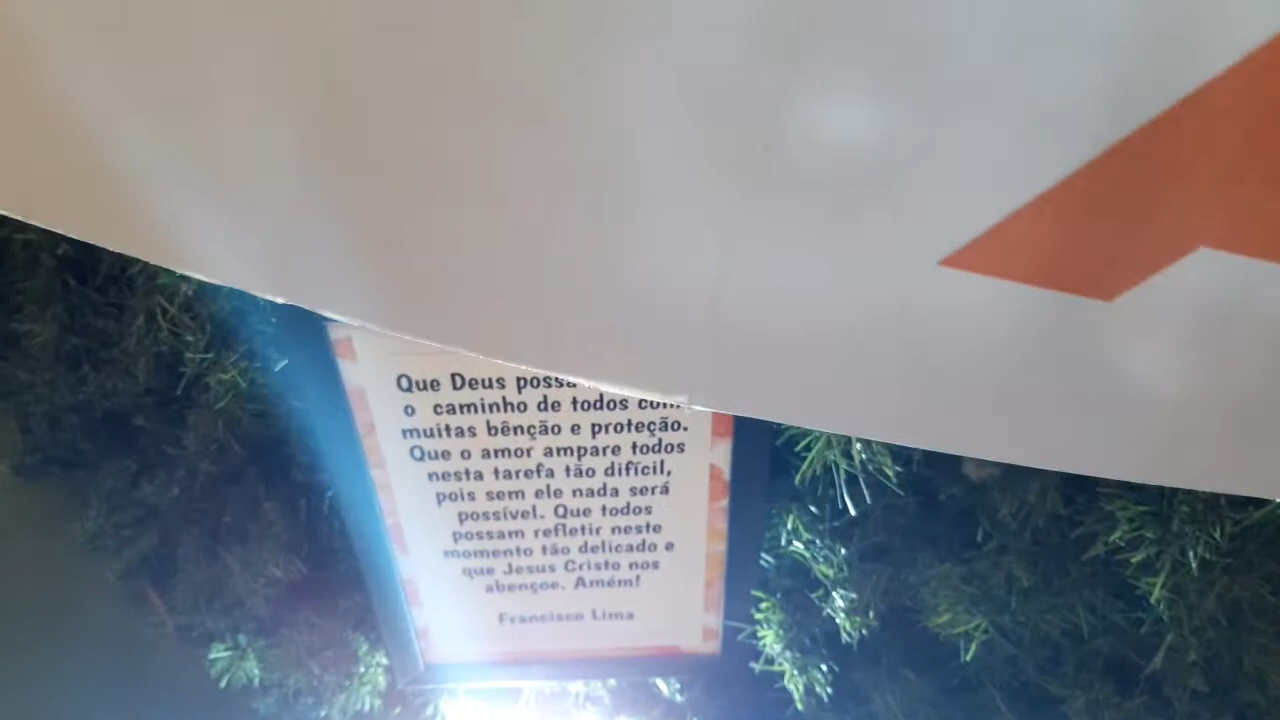 Que Deus possa
o caminho de todos com
muitas bênção e proteção.
Que o amor ampare todos
nesta tarefa tão difícil,
pois sem ele nada será
possível. Que todos
possam refletir neste
momento tão delicado e
que Jesus Cristo nos
abençoe. Amém!
Francisco Lima